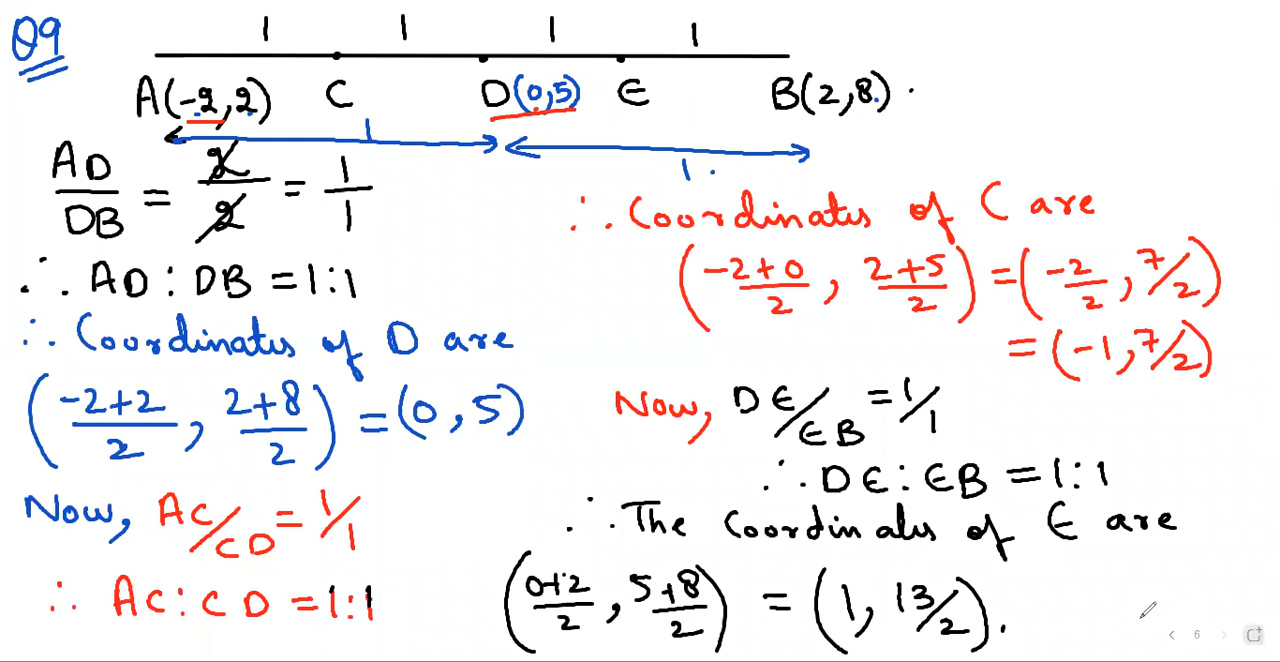 Q9
1 1 1 1
A(-2,2) C D(0,5) E B(2,8).
1 1.
AD/DB = 2/2 = 1/1
∴ AD : DB = 1:1
∴ Coordinates of D are
(-2+2/2, 2+8/2) = (0, 5)
Now, AC/CD = 1/1
∴ AC : CD = 1:1
∴ Coordinates of C are
(-2+0/2, 2+5/2) = (-2/2, 7/2)
= (-1, 7/2)
Now, DE/EB = 1/1
∴ DE : EB = 1:1
∴ The coordinates of E are
(0+2/2, 5+8/2) = (1, 13/2).
< 6 >